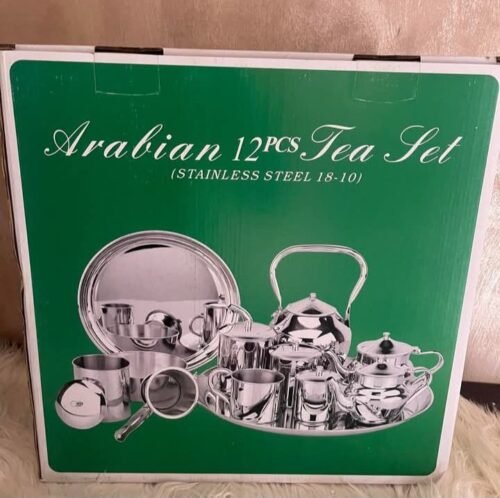 Arabian 12PCS Tea Set
(STAINLESS STEEL 18-10)